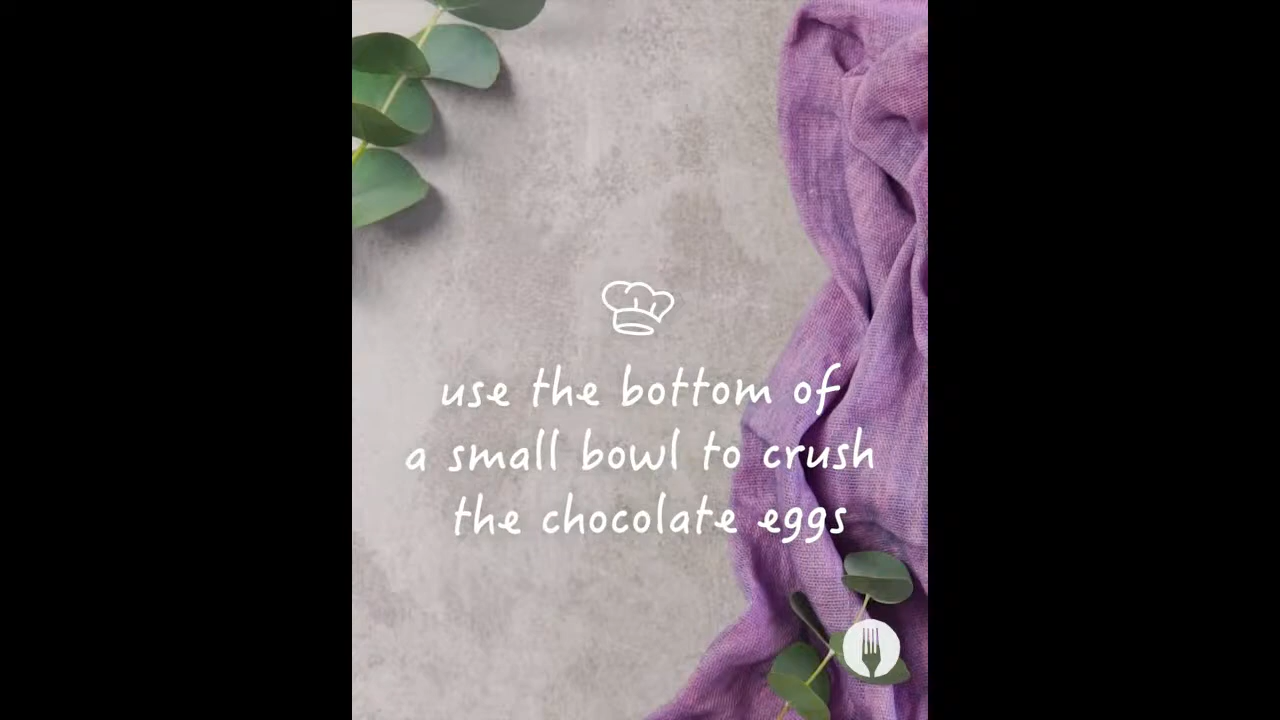 use the bottom of
a small bowl to crush
the chocolate eggs